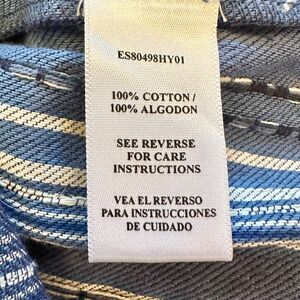 ES80498HY01
100% COTTON /
100% ALGODON
SEE REVERSE
FOR CARE
INSTRUCTIONS
VEA EL REVERSO
PARA INSTRUCCIONES
DE CUIDADO